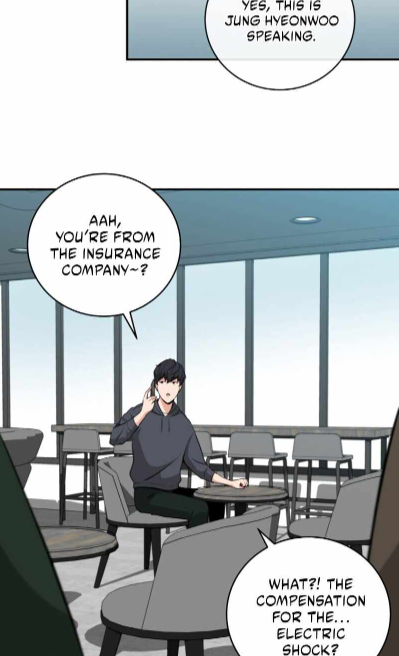 YES, THIS IS
JUNG HYEONWOO
SPEAKING.
AAH,
YOU'RE FROM
THE INSURANCE
COMPANY~?
WHAT?! THE
COMPENSATION
FOR THE...
ELECTRIC
SHOCK?